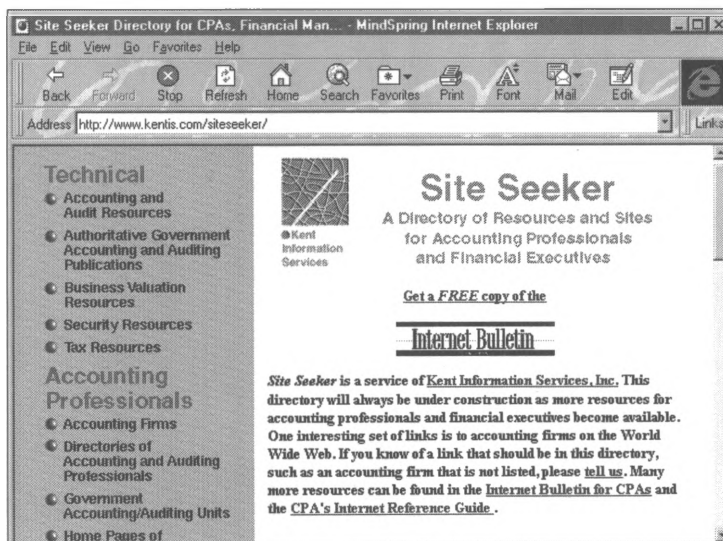 Site Seeker Directory for CPAs, Financial Man... - MindSpring Internet Explorer
File Edit View Go Favorites Help
Back Forward Stop Refresh Home Search Favorites Print Font Mail Edit
Address http://www.kentis.com/siteseeker/ Links
Technical
Accounting and
Audit Resources
Authoritative Government
Accounting and Auditing
Publications
Business Valuation
Resources
Security Resources
Tax Resources
Accounting
Professionals
Accounting Firms
Directories of
Accounting and Auditing
Professionals
Government
Accounting/Auditing Units
Home Pages of
Kent
Information
Services
Site Seeker
A Directory of Resources and Sites
for Accounting Professionals
and Financial Executives
Get a FREE copy of the
Internet Bulletin
Site Seeker is a service of Kent Information Services, Inc. This
directory will always be under construction as more resources for
accounting professionals and financial executives become available.
One interesting set of links is to accounting firms on the World
Wide Web. If you know of a link that should be in this directory,
such as an accounting firm that is not listed, please tell us. Many
more resources can be found in the Internet Bulletin for CPAs and
the CPA's Internet Reference Guide .